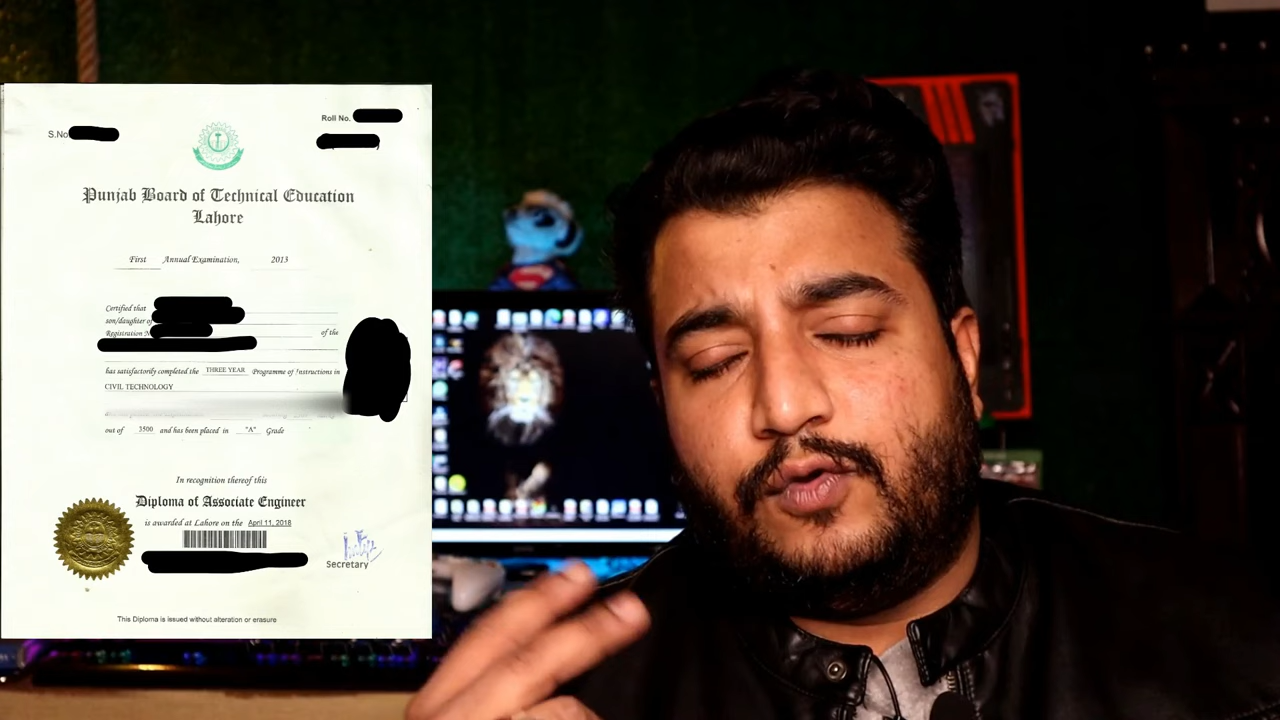 S.No
Roll No.
Punjab Board of Technical Education
Lahore
First Annual Examination, 2013
Certified that
son/daughter of
Registration N
of the
has satisfactorily completed the THREE YEAR Programme of Instructions in
CIVIL TECHNOLOGY
out of 3500 and has been placed in "A" Grade
In recognition thereof this
Diploma of Associate Engineer
is awarded at Lahore on the April 11, 2018
Secretary
This Diploma is issued without alteration or erasure